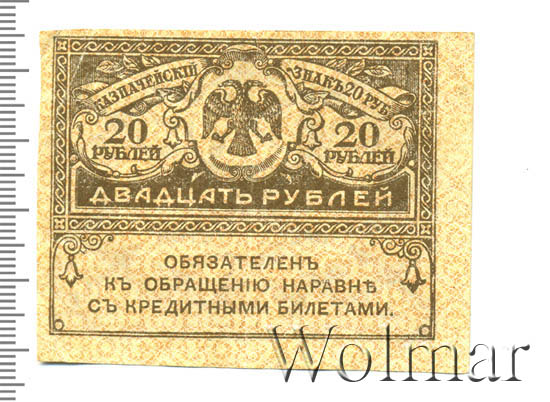 КАЗНАЧЕЙСКІЙ ЗНАКЪ 20 РУБ.
20 РУБЛЕЙ
20 РУБЛЕЙ
ДВАДЦАТЬ РУБЛЕЙ
ОБЯЗАТЕЛЕНЪ
КЪ ОБРАЩЕНІЮ НАРАВНѢ
СЪ КРЕДИТНЫМИ БИЛЕТАМИ.
Wolmar